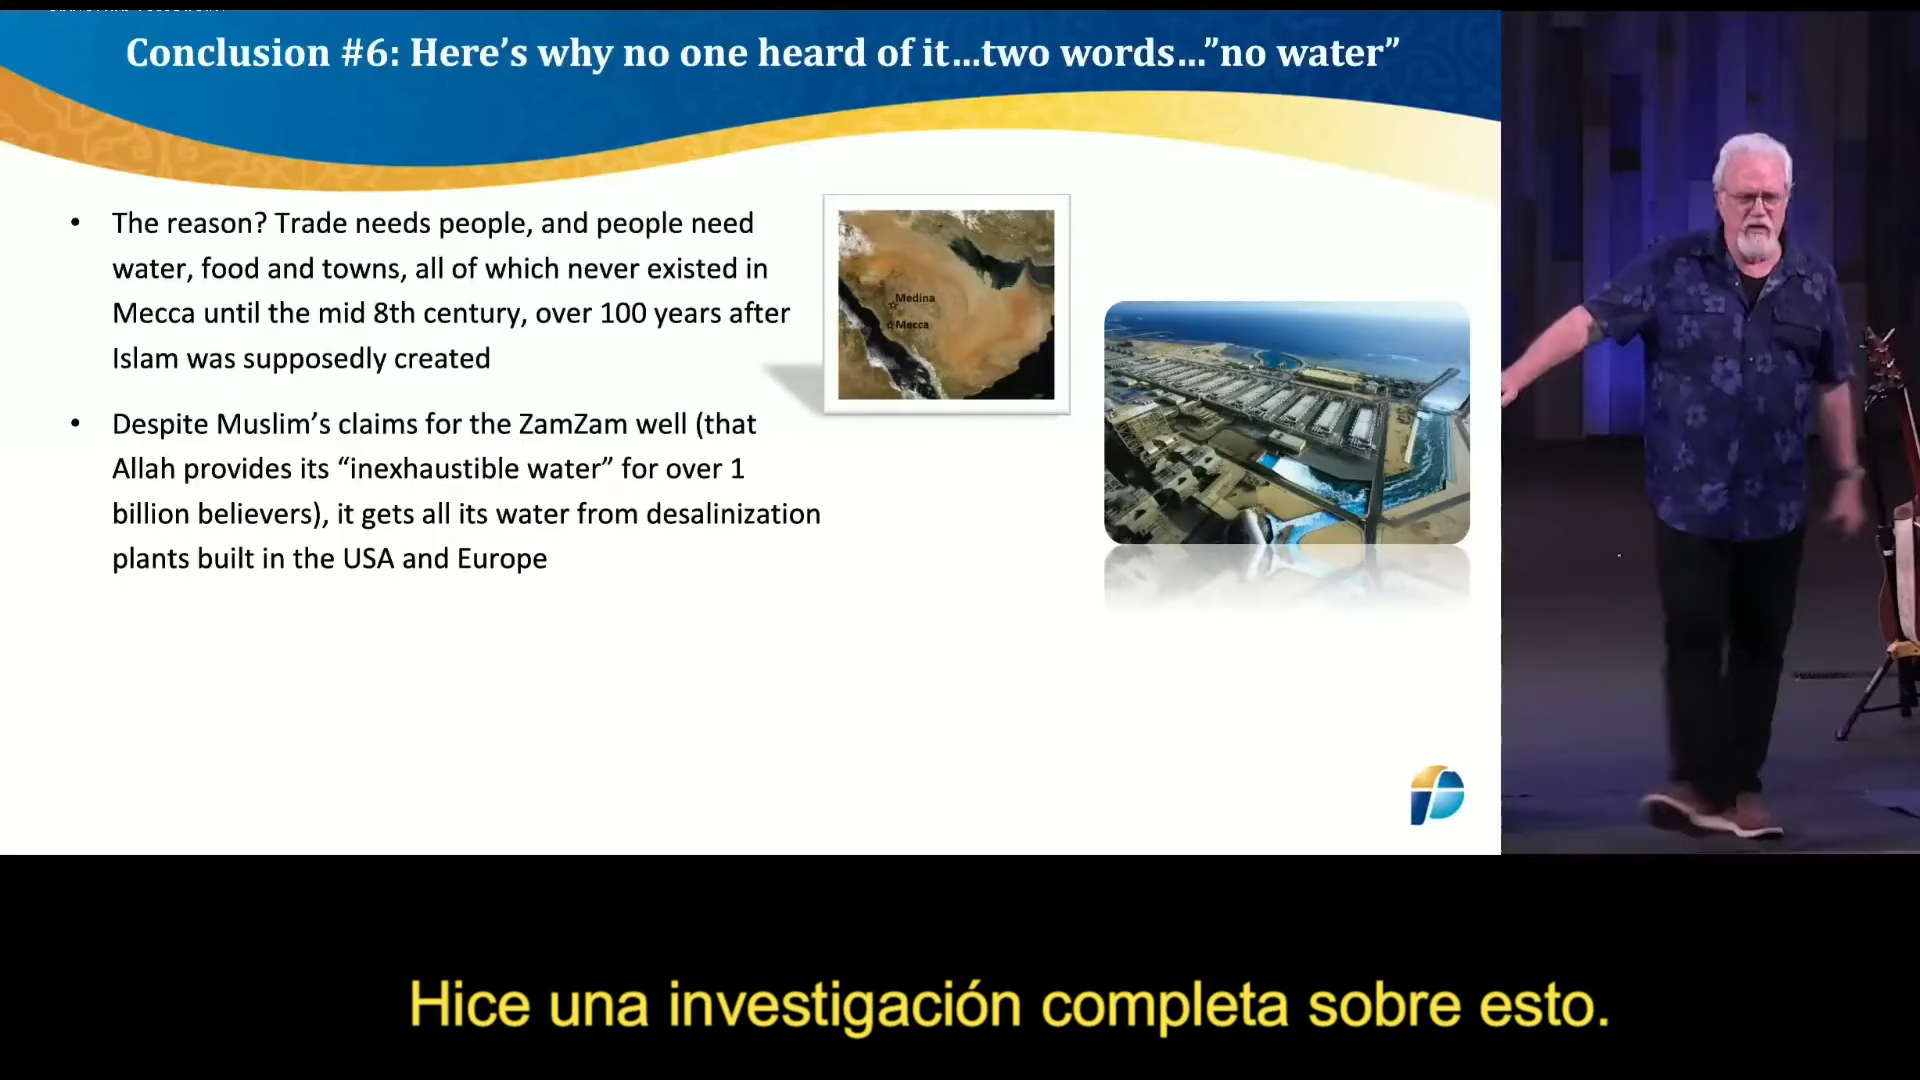 Conclusion #6: Here’s why no one heard of it...two words...”no water”
• The reason? Trade needs people, and people need
water, food and towns, all of which never existed in
Mecca until the mid 8th century, over 100 years after
Islam was supposedly created
• Despite Muslim’s claims for the ZamZam well (that
Allah provides its “inexhaustible water” for over 1
billion believers), it gets all its water from desalinization
plants built in the USA and Europe
Medina
Mecca
Hice una investigación completa sobre esto.